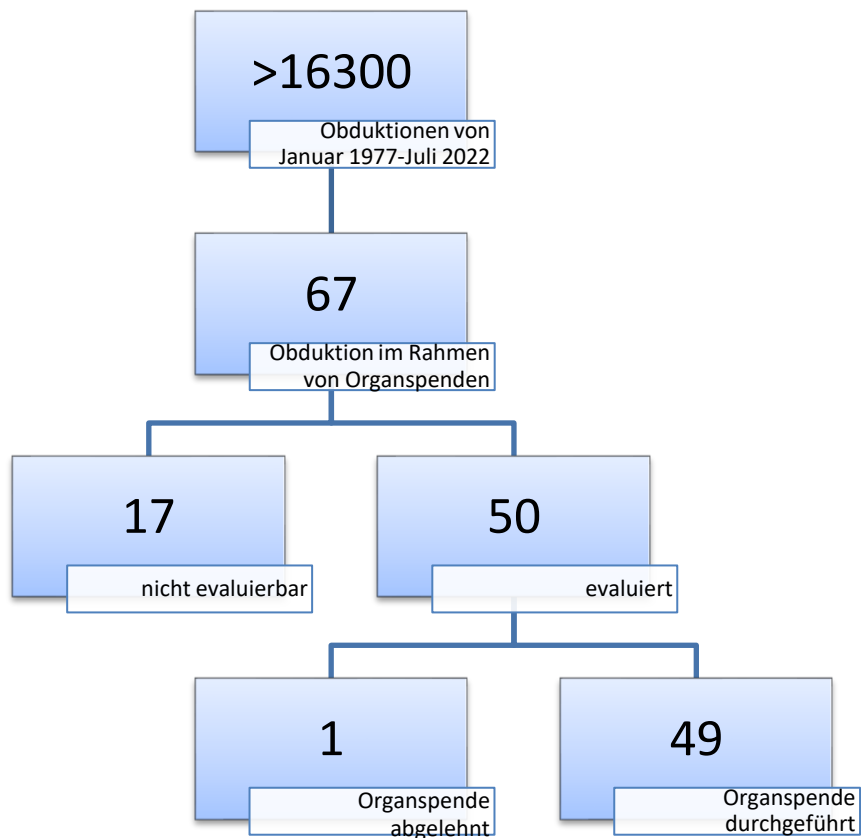 >16300
Obduktionen von
Januar 1977-Juli 2022
67
Obduktion im Rahmen
von Organspenden
17
nicht evaluierbar
50
evaluiert
1
Organspende
abgelehnt
49
Organspende
durchgeführt